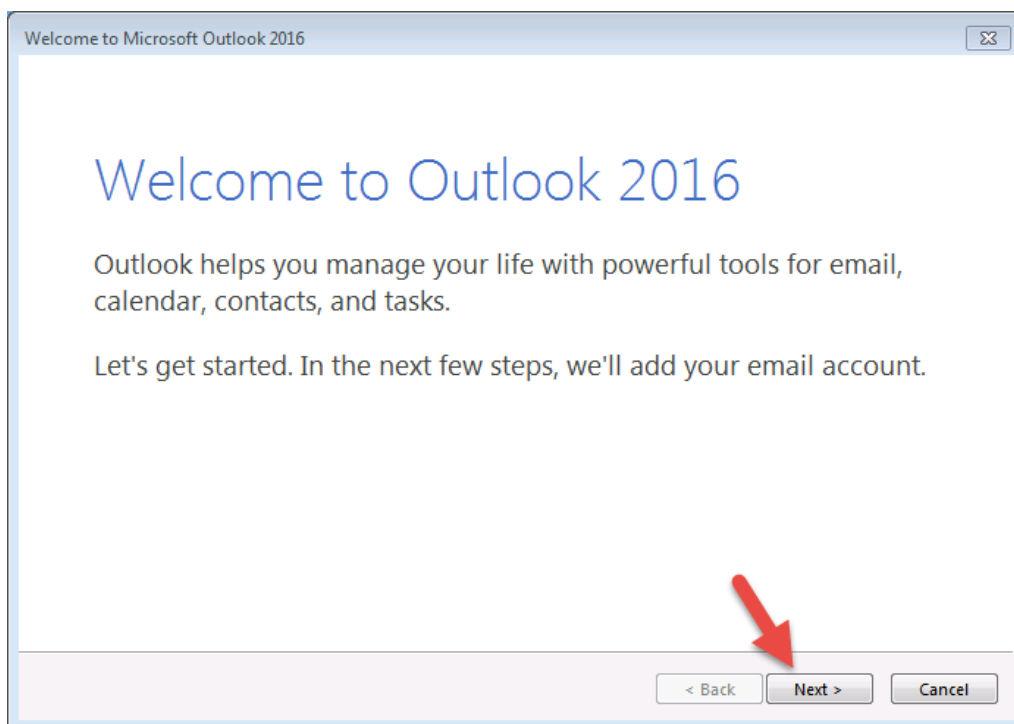 Welcome to Microsoft Outlook 2016
Welcome to Outlook 2016
Outlook helps you manage your life with powerful tools for email,
calendar, contacts, and tasks.
Let's get started. In the next few steps, we'll add your email account.
< Back Next > Cancel